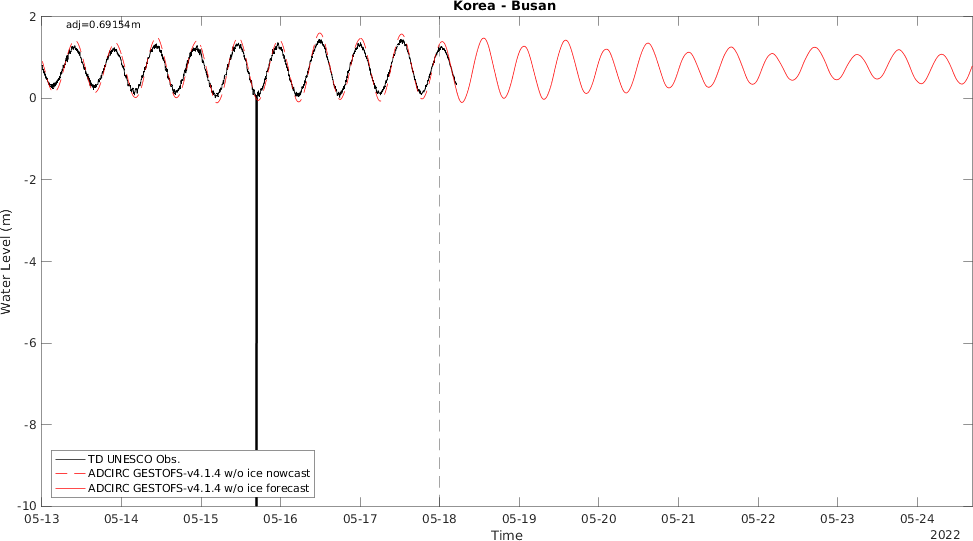 Korea - Busan
adj=0.69154m
2
0
-2
-4
-6
-8
-10
Water Level (m)
TD UNESCO Obs.
ADCIRC GESTOFS-v4.1.4 w/o ice nowcast
ADCIRC GESTOFS-v4.1.4 w/o ice forecast
05-13 05-14 05-15 05-16 05-17 05-18 05-19 05-20 05-21 05-22 05-23 05-24
Time
2022